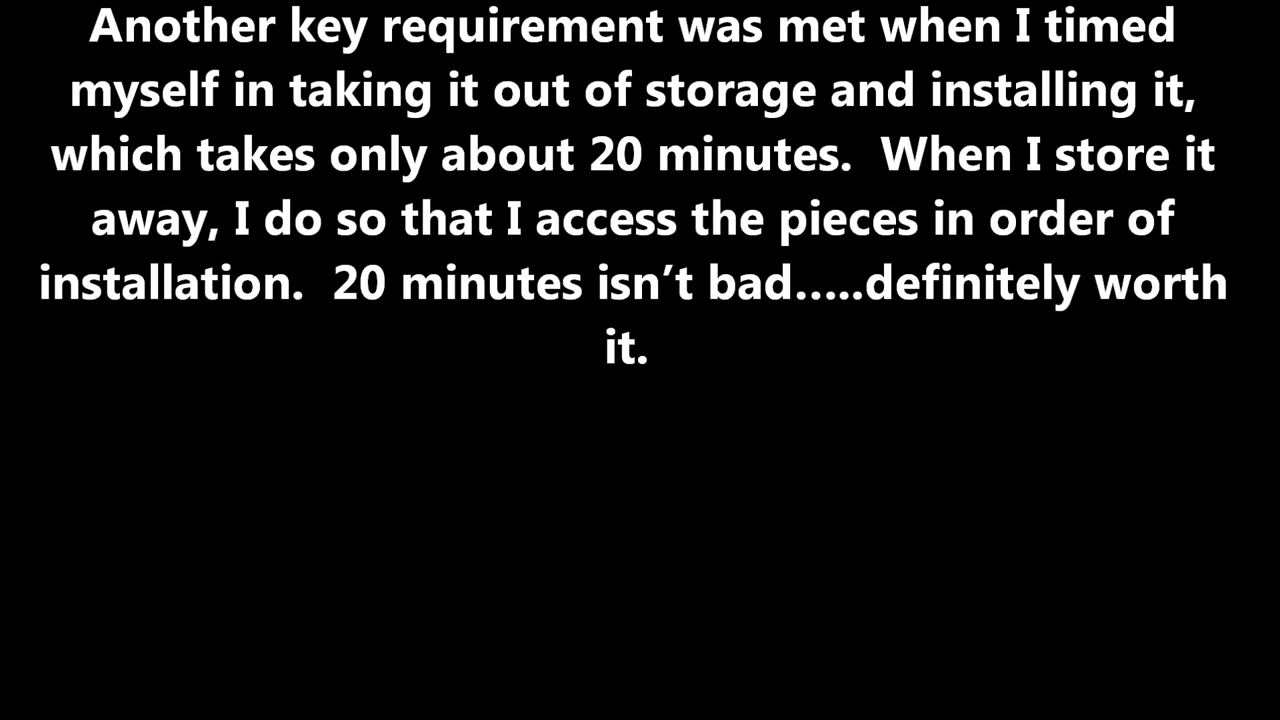 Another key requirement was met when I timed
myself in taking it out of storage and installing it,
which takes only about 20 minutes.  When I store it
away, I do so that I access the pieces in order of
installation.  20 minutes isn’t bad…..definitely worth
it.